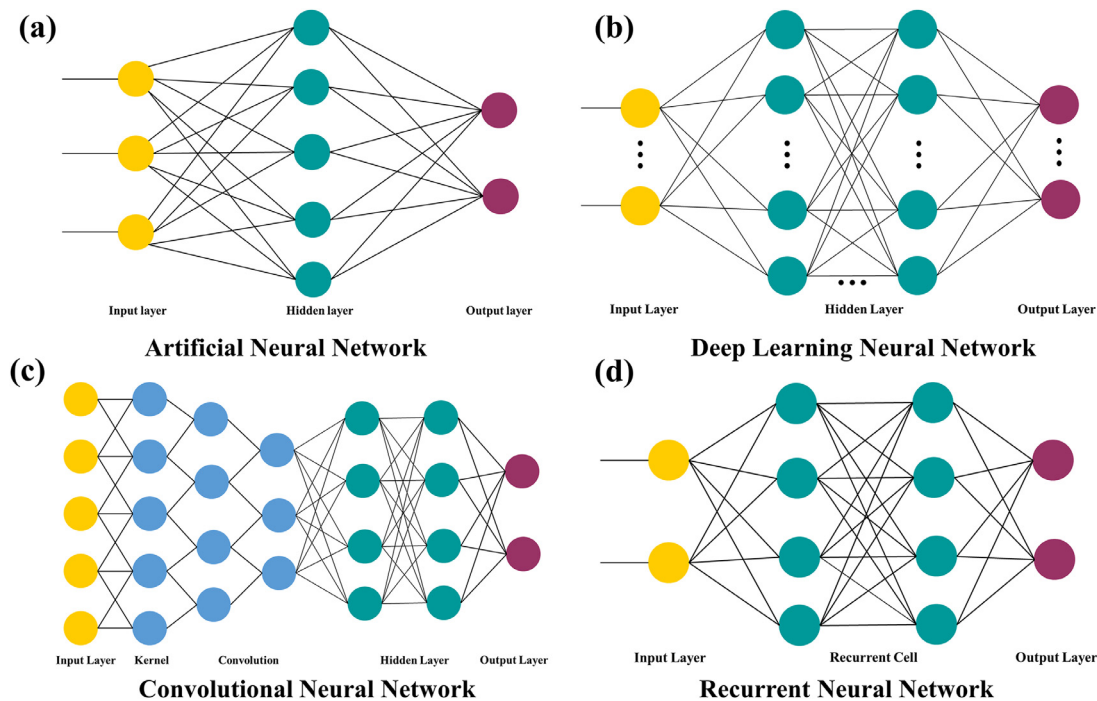 (a)
Input layer
Hidden layer
Output layer
Artificial Neural Network
(b)
Input Layer
Hidden Layer
Output Layer
Deep Learning Neural Network
(c)
Input Layer
Kernel
Convolution
Hidden Layer
Output Layer
Convolutional Neural Network
(d)
Input Layer
Recurrent Cell
Output Layer
Recurrent Neural Network